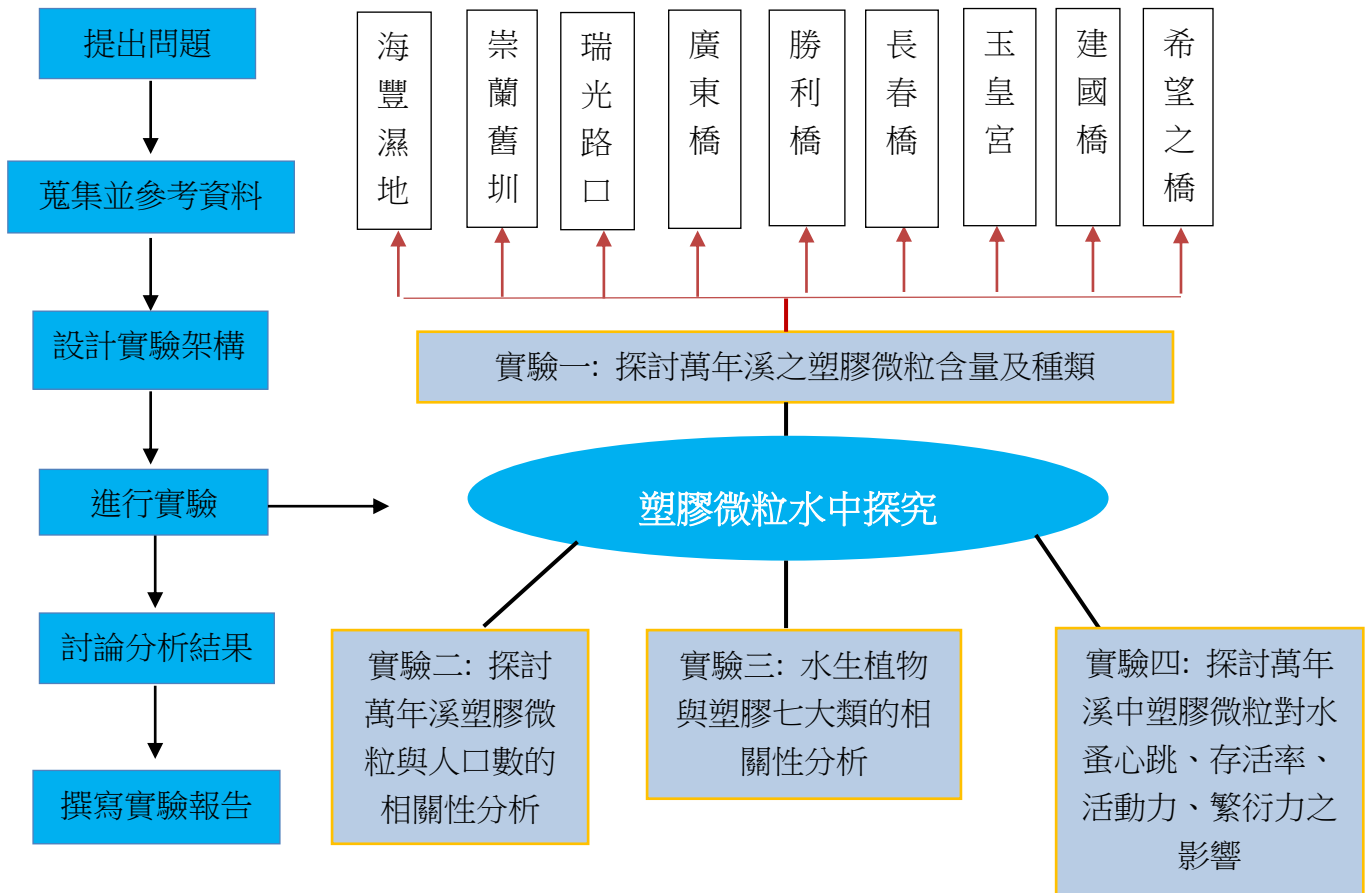 提出問題
蒐集並參考資料
設計實驗架構
進行實驗
討論分析結果
撰寫實驗報告
海豐濕地
崇蘭舊圳
瑞光路口
廣東橋
勝利橋
長春橋
玉皇宮
建國橋
希望之橋
實驗一: 探討萬年溪之塑膠微粒含量及種類
塑膠微粒水中探究
實驗二: 探討
萬年溪塑膠微
粒與人口數的
相關性分析
實驗三: 水生植物
與塑膠七大類的相
關性分析
實驗四: 探討萬年
溪中塑膠微粒對水
蚤心跳、存活率、
活動力、繁衍力之
影響